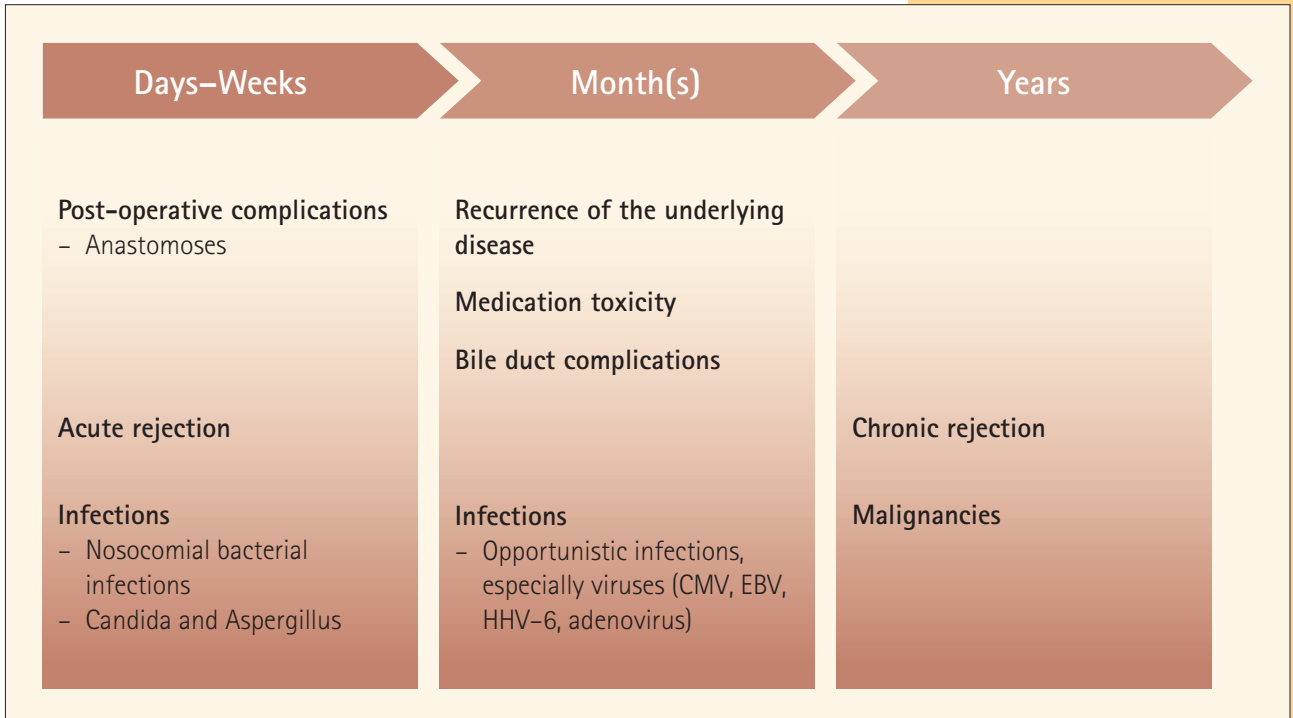 Days–Weeks
Month(s)
Years
Post-operative complications
– Anastomoses
Acute rejection
Infections
– Nosocomial bacterial
infections
– Candida and Aspergillus
Recurrence of the underlying
disease
Medication toxicity
Bile duct complications
Infections
– Opportunistic infections,
especially viruses (CMV, EBV,
HHV–6, adenovirus)
Chronic rejection
Malignancies